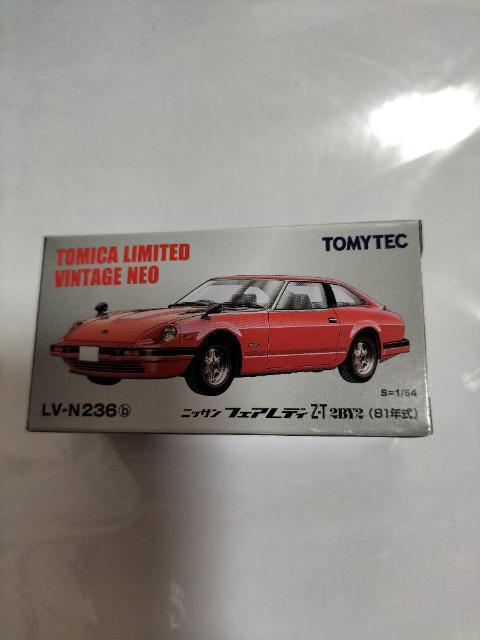 TOMICA LIMITED
VINTAGE NEO
TOMYTEC
S=1/64
LV-N236ⓑ
ニッサン フェアレディ Z-T 2BY2 (81年式)